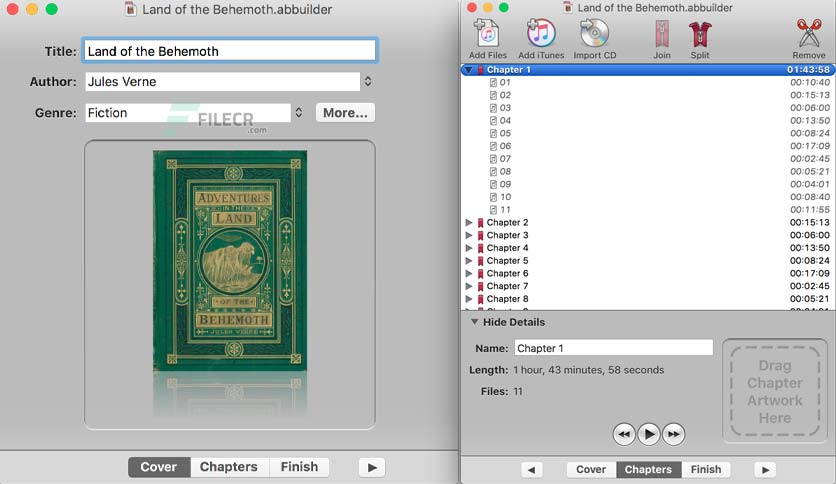 Land of the Behemoth.abbuilder
Title: Land of the Behemoth
Author: Jules Verne
Genre: Fiction More...
FILECR
.com
ADVENTURES
IN THE
LAND
OF THE
BEHEMOTH
JULES VERNE
Cover Chapters Finish
Land of the Behemoth.abbuilder
Add Files Add iTunes Import CD Join Split Remove
Chapter 1 01:43:58
01 00:10:40
02 00:15:13
03 00:06:00
04 00:13:50
05 00:08:24
06 00:17:09
07 00:02:45
08 00:05:21
09 00:04:01
10 00:08:40
11 00:11:55
Chapter 2 00:15:13
Chapter 3 00:06:00
Chapter 4 00:13:50
Chapter 5 00:08:24
Chapter 6 00:17:09
Chapter 7 00:02:45
Chapter 8 00:05:21
Hide Details
Name: Chapter 1
Length: 1 hour, 43 minutes, 58 seconds
Files: 11
Drag
Chapter
Artwork
Here
Cover Chapters Finish